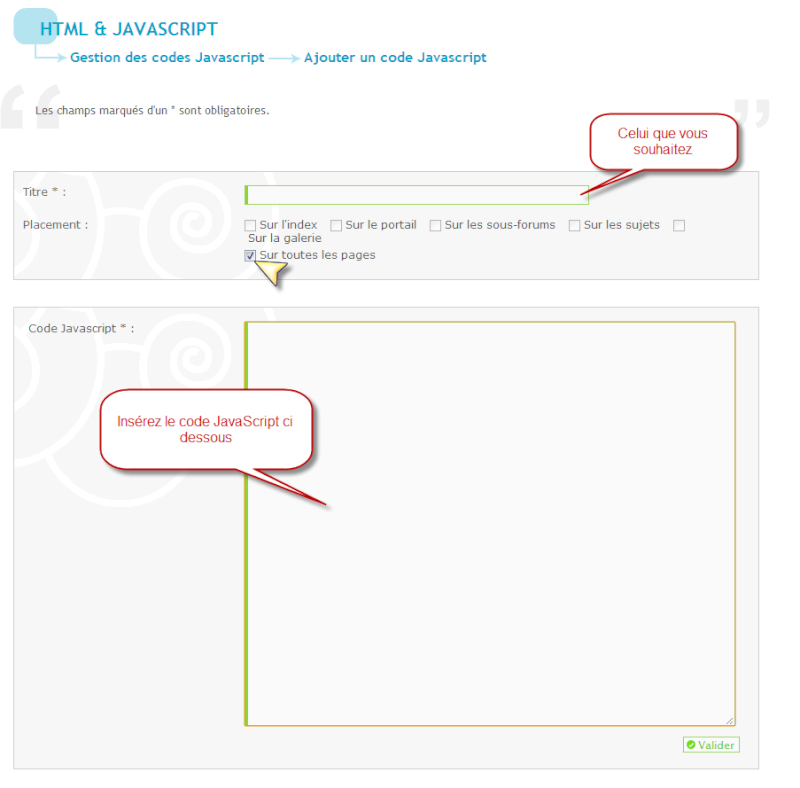 HTML & JAVASCRIPT
Gestion des codes Javascript Ajouter un code Javascript
Les champs marqués d'un * sont obligatoires.
Celui que vous
souhaitez
Titre * :
Placement :
Sur l'index Sur le portail Sur les sous-forums Sur les sujets
Sur la galerie
Sur toutes les pages
Code Javascript * :
Insérez le code JavaScript ci
dessous
Valider